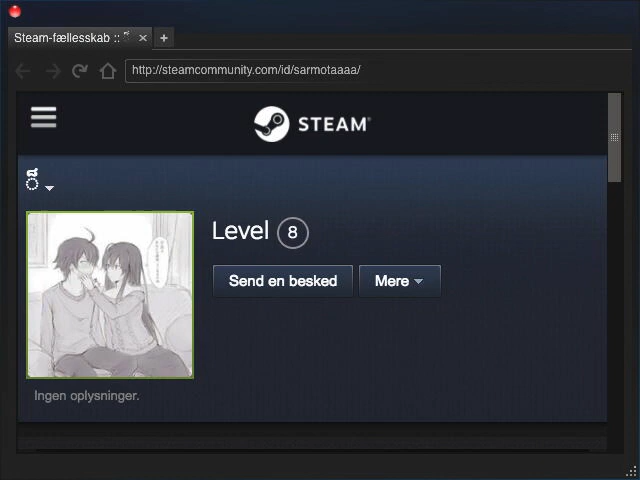 Steam-fællesskab ::
http://steamcommunity.com/id/sarmotaaaa/
STEAM®
Level 8
Send en besked
Mere
Ingen oplysninger.